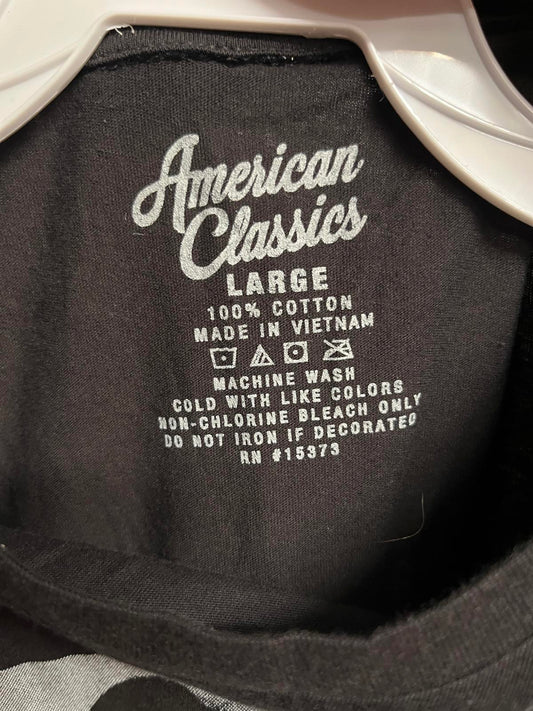 American
Classics
LARGE
100% COTTON
MADE IN VIETNAM
MACHINE WASH
COLD WITH LIKE COLORS
NON-CHLORINE BLEACH ONLY
DO NOT IRON IF DECORATED
RN #15373